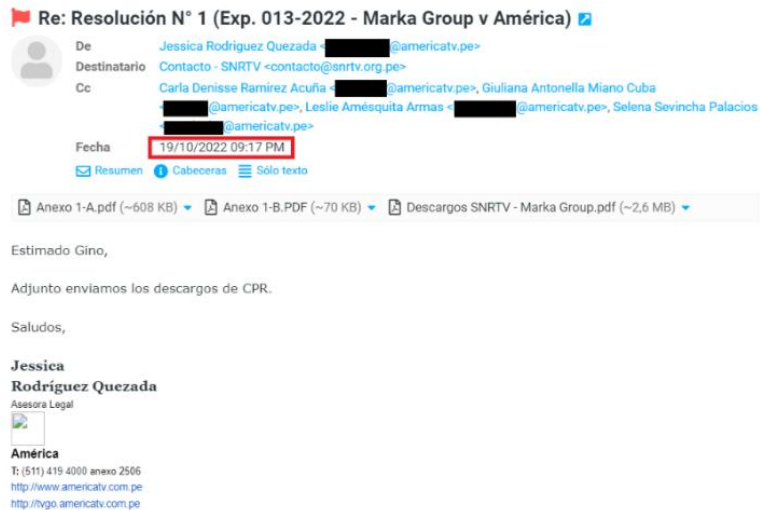 Re: Resolución N° 1 (Exp. 013-2022 - Marka Group v América)
De Jessica Rodriguez Quezada < @americatv.pe>
Destinatario Contacto - SNRTV <contacto@snrtv.org.pe>
Cc Carla Denisse Ramirez Acuña < @americatv.pe>, Giuliana Antonella Miano Cuba
< @americatv.pe>, Leslie Amésquita Armas < @americatv.pe>, Selena Sevincha Palacios
< @americatv.pe>
Fecha 19/10/2022 09:17 PM
Resumen Cabeceras Sólo texto
Anexo 1-A.pdf (~608 KB) Anexo 1-B.PDF (~70 KB) Descargos SNRTV - Marka Group.pdf (~2,6 MB)
Estimado Gino,
Adjunto enviamos los descargos de CPR.
Saludos,
Jessica
Rodríguez Quezada
Asesora Legal
América
T: (511) 419 4000 anexo 2506
http://www.americatv.com.pe
http://tvgo.americatv.com.pe